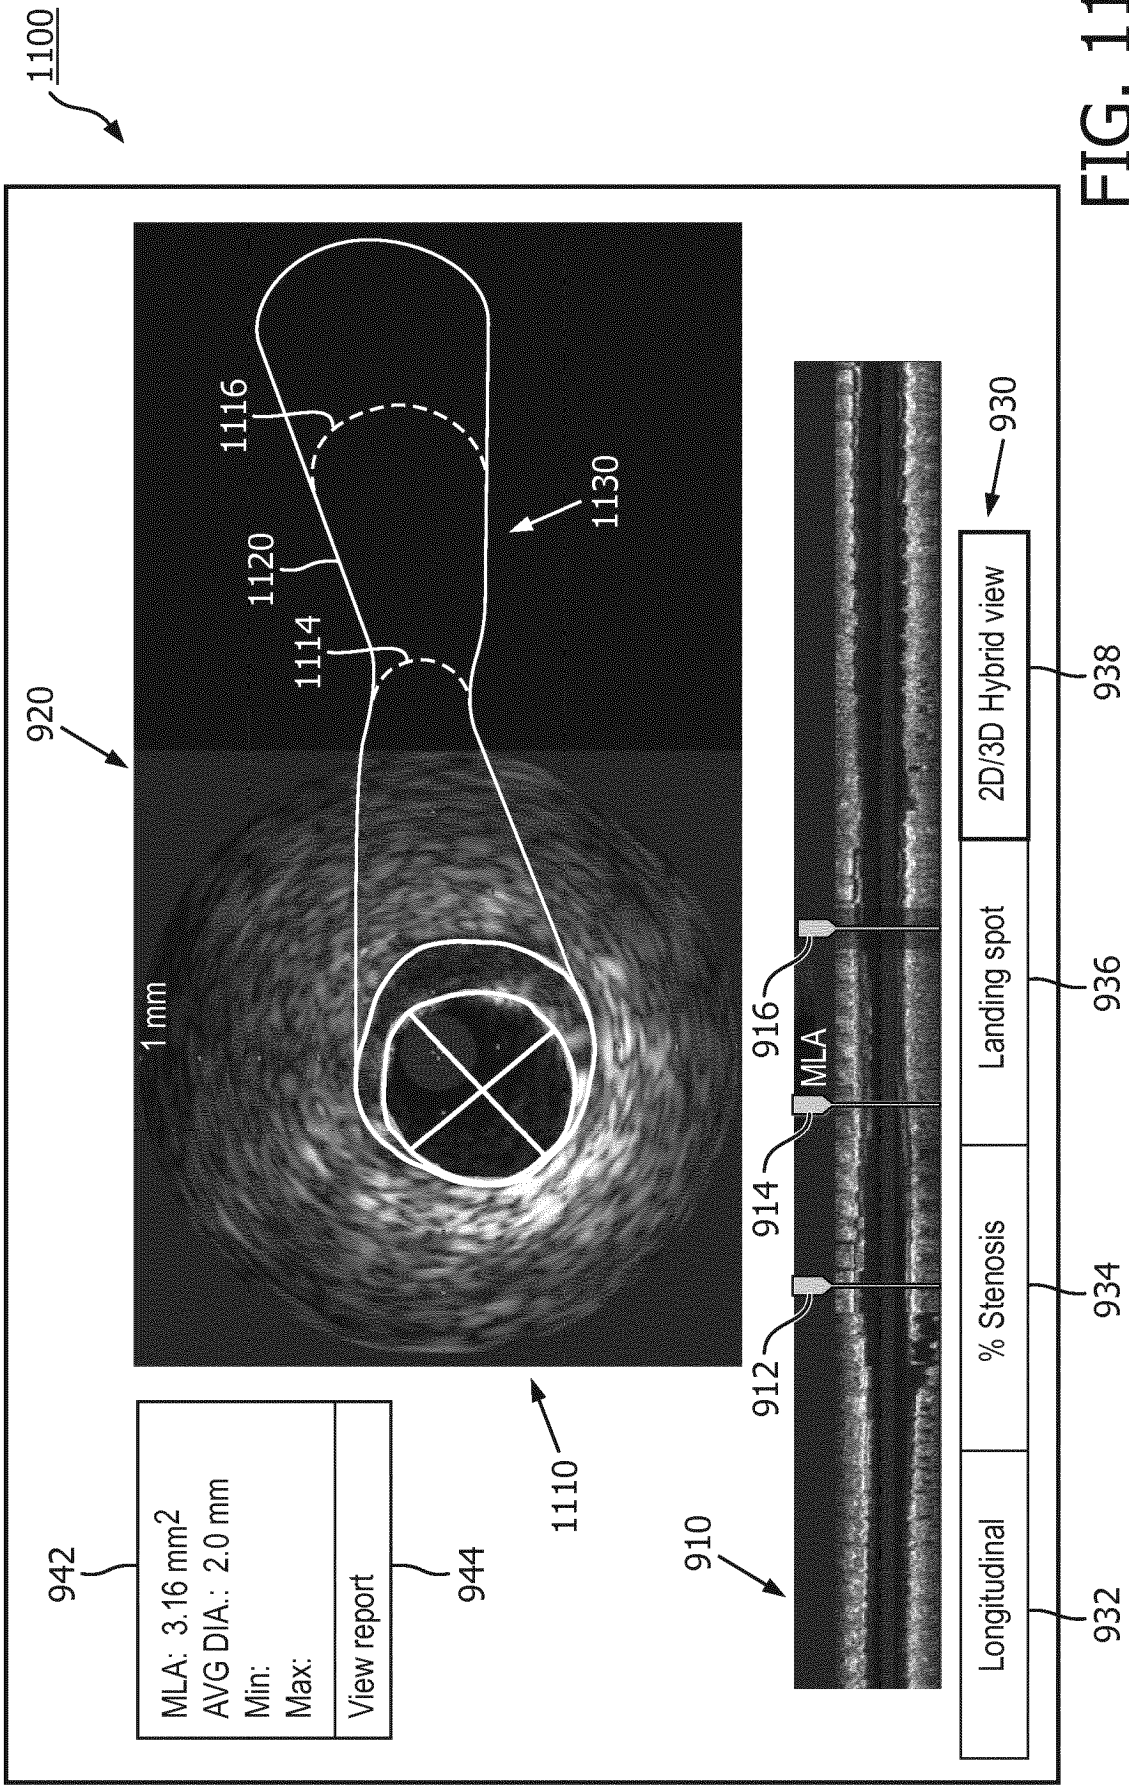 1100
920
942
MLA: 3.16 mm2
AVG DIA.: 2.0 mm
Min:
Max:
View report
944
1 mm
1114
1120
1116
1130
1110
910
912
914
MLA
916
930
Longitudinal
% Stenosis
Landing spot
2D/3D Hybrid view
932
934
936
938
FIG. 11